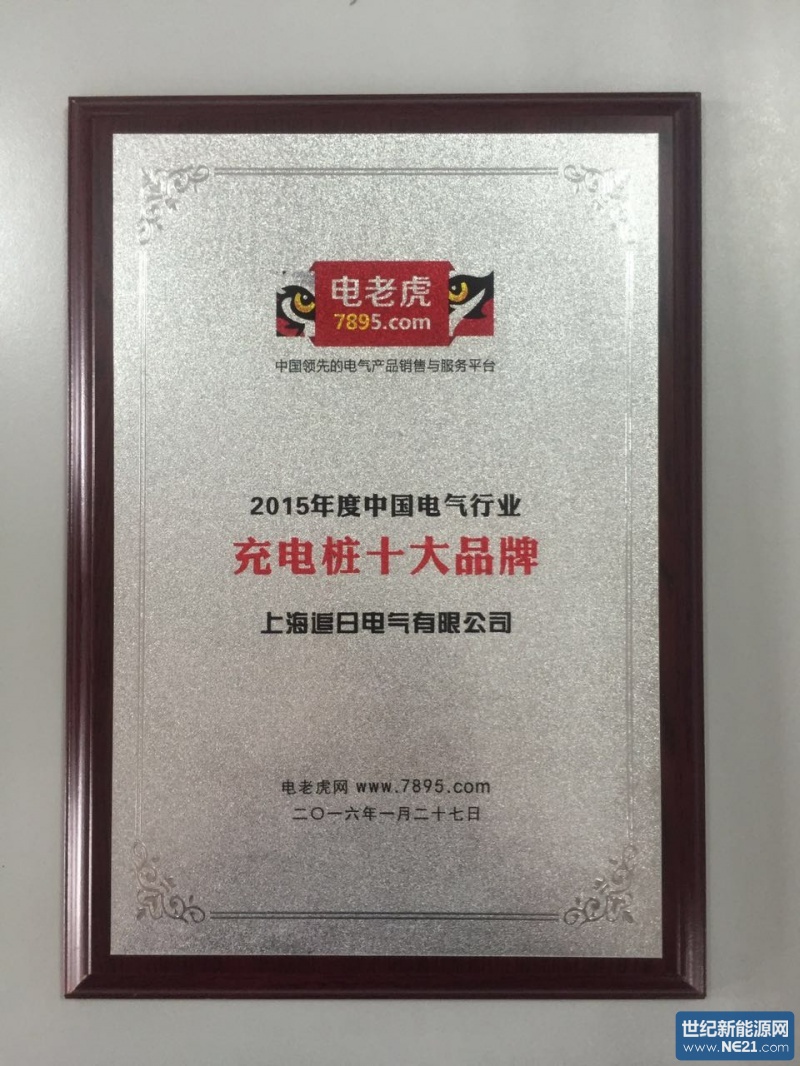 电老虎
7895.com
中国领先的电气产品销售与服务平台
2015年度中国电气行业
充电桩十大品牌
上海追日电气有限公司
电老虎网 www.7895.com
二〇一六年一月二十七日
世纪新能源网
www.NE21.com